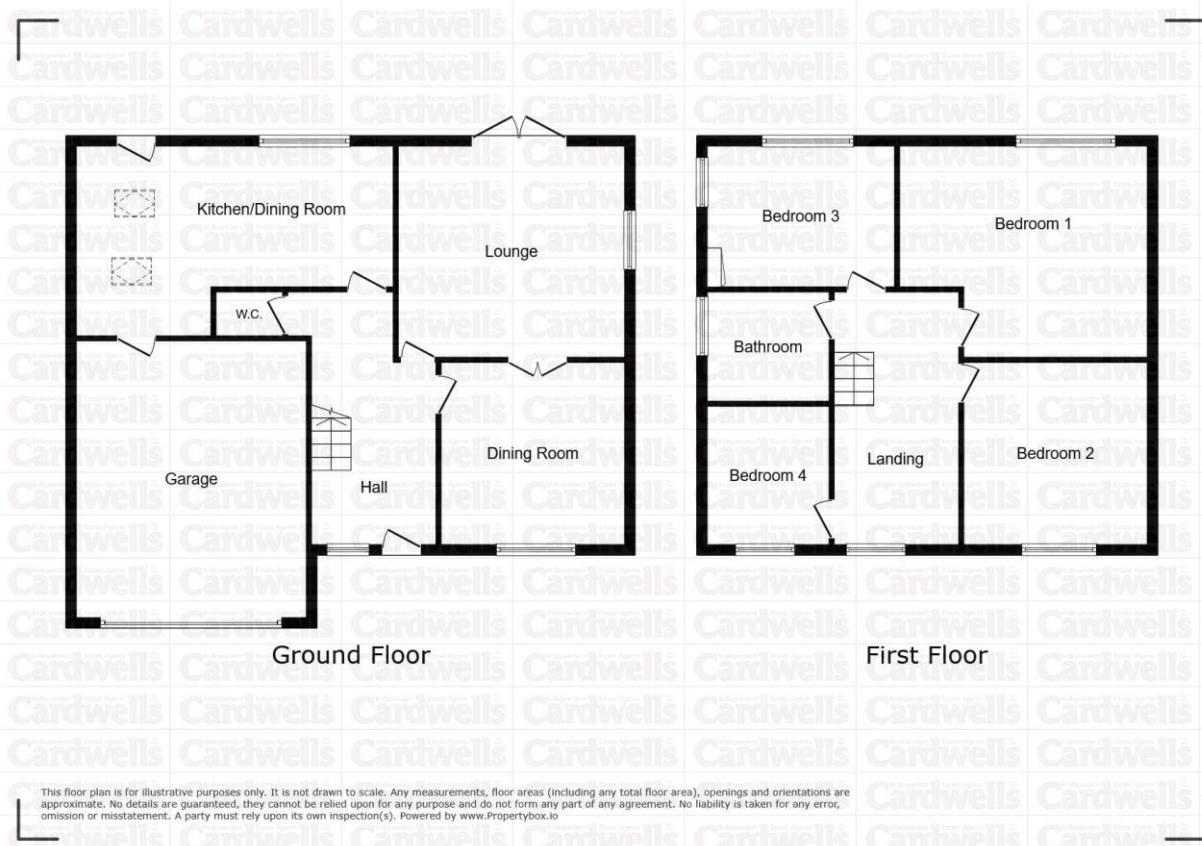 Kitchen/Dining Room
Lounge
W.C.
Garage
Hall
Dining Room
Ground Floor
Bedroom 3
Bedroom 1
Bathroom
Bedroom 4
Landing
Bedroom 2
First Floor
This floor plan is for illustrative purposes only. It is not drawn to scale. Any measurements, floor areas (including any total floor area), openings and orientations are
approximate. No details are guaranteed, they cannot be relied upon for any purpose and do not form any part of any agreement. No liability is taken for any error,
omission or misstatement. A party must rely upon its own inspection(s). Powered by www.Propertybox.io
Cardwells